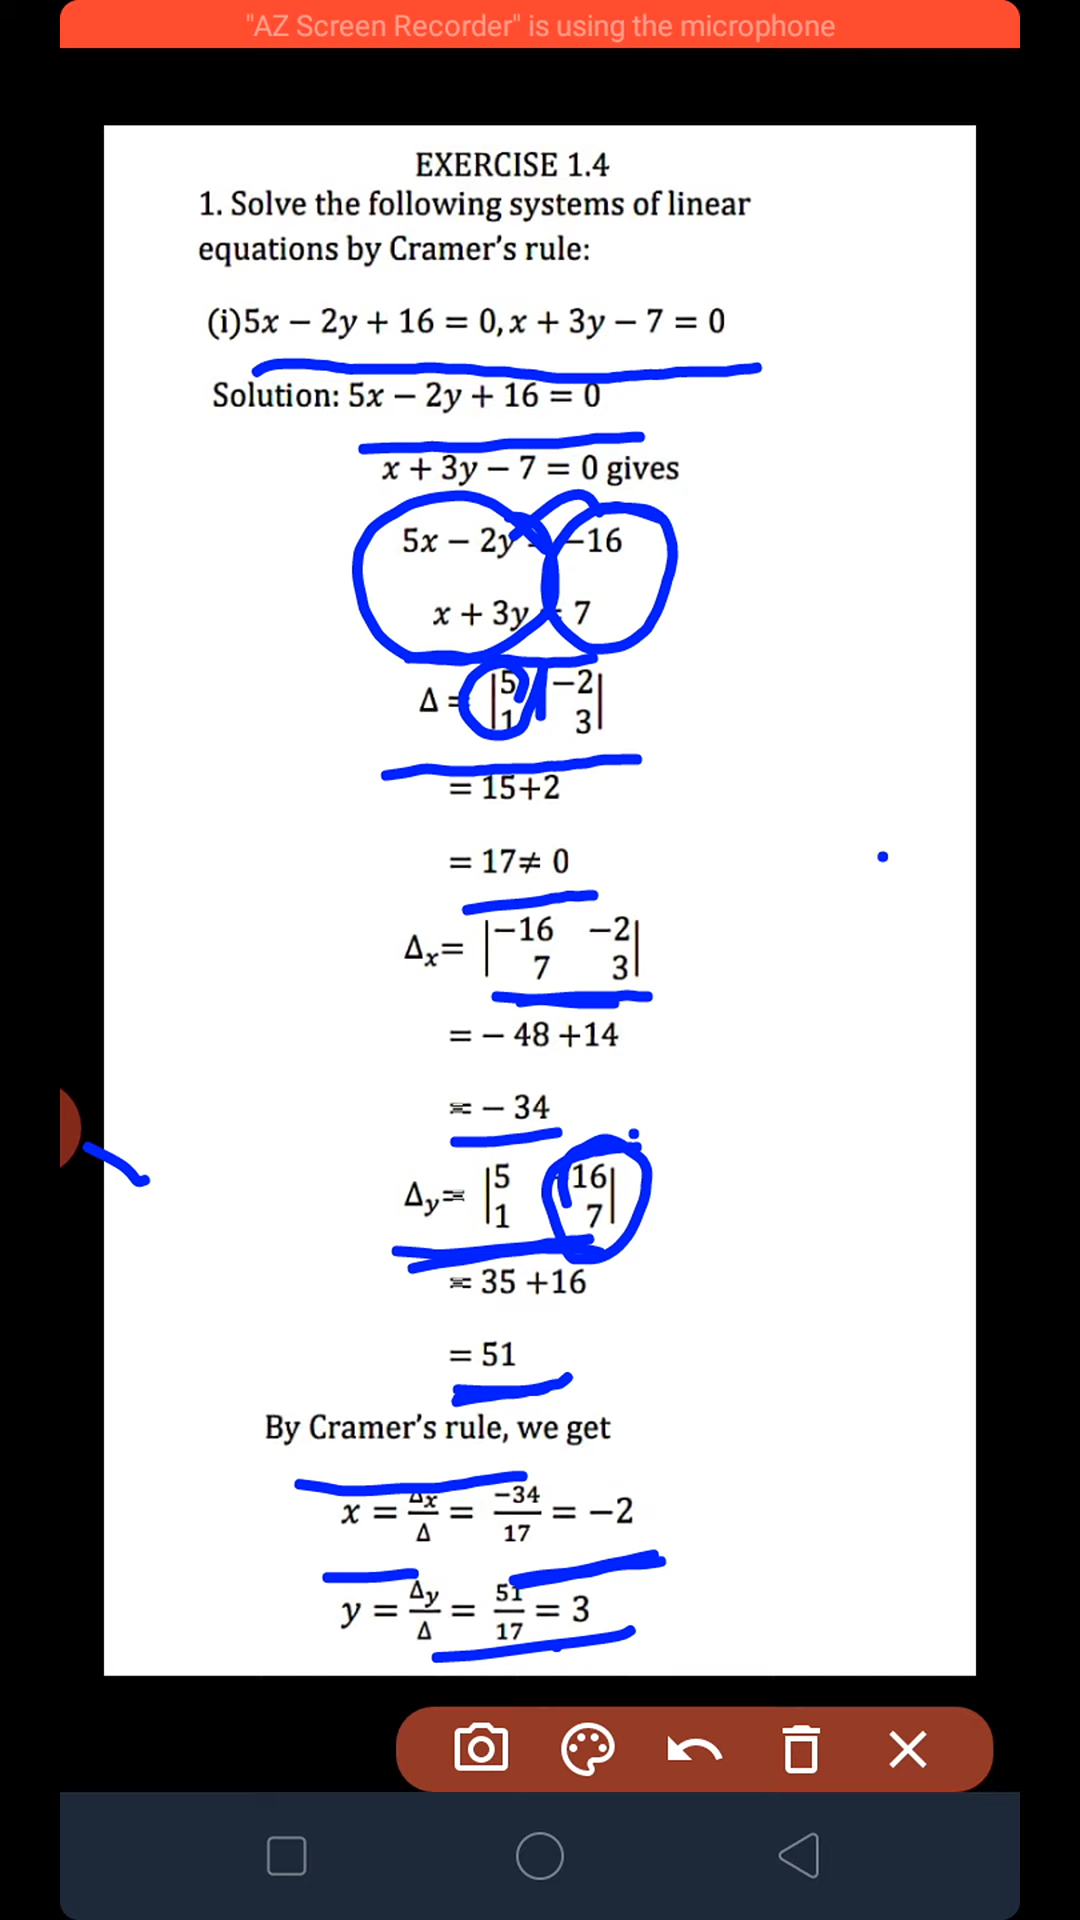 "AZ Screen Recorder" is using the microphone
EXERCISE 1.4
1. Solve the following systems of linear
equations by Cramer's rule:
(i)5x − 2y + 16 = 0, x + 3y − 7 = 0
Solution: 5x − 2y + 16 = 0
x + 3y − 7 = 0 gives
5x − 2y = −16
x + 3y = 7
Δ = |5 −2|
|1 3|
= 15+2
= 17≠ 0
Δx= |−16 −2|
|7 3|
= − 48 +14
= − 34
Δy= |5 16|
|1 7|
= 35 +16
= 51
By Cramer's rule, we get
x = Δx/Δ = −34/17 = −2
y = Δy/Δ = 51/17 = 3